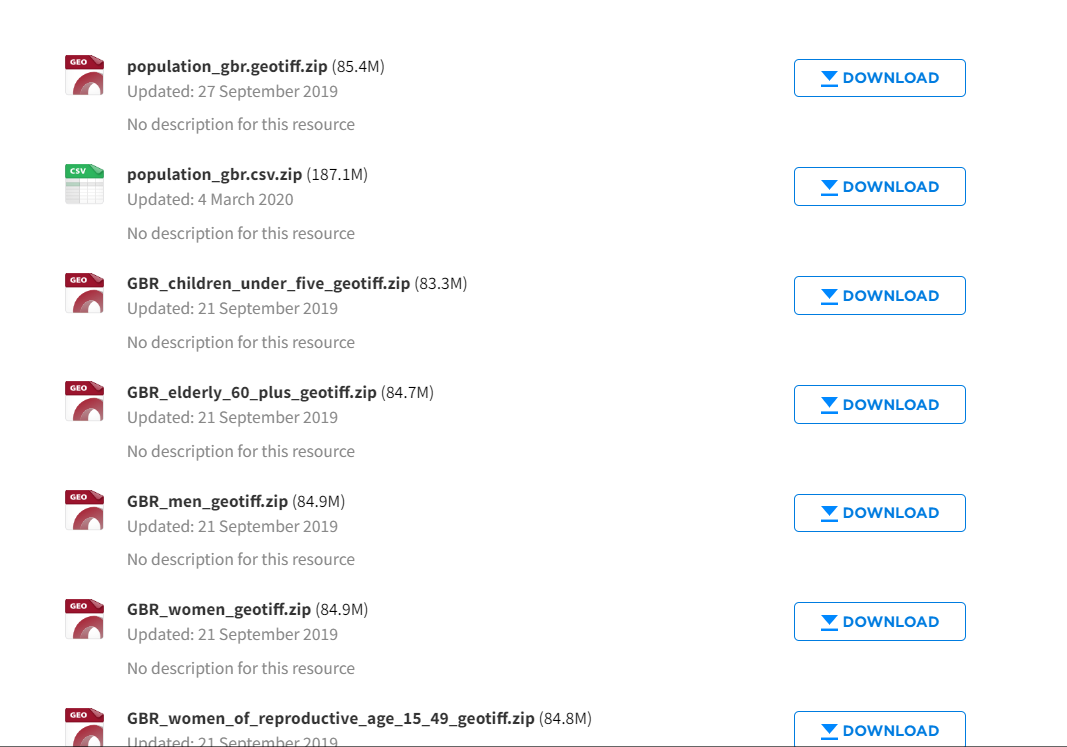 GEO
population_gbr.geotiff.zip (85.4M)
DOWNLOAD
Updated: 27 September 2019
No description for this resource
CSV
population_gbr.csv.zip (187.1M)
DOWNLOAD
Updated: 4 March 2020
No description for this resource
GEO
GBR_children_under_five_geotiff.zip (83.3M)
DOWNLOAD
Updated: 21 September 2019
No description for this resource
GEO
GBR_elderly_60_plus_geotiff.zip (84.7M)
DOWNLOAD
Updated: 21 September 2019
No description for this resource
GEO
GBR_men_geotiff.zip (84.9M)
DOWNLOAD
Updated: 21 September 2019
No description for this resource
GEO
GBR_women_geotiff.zip (84.9M)
DOWNLOAD
Updated: 21 September 2019
No description for this resource
GEO
GBR_women_of_reproductive_age_15_49_geotiff.zip (84.8M)
DOWNLOAD
Updated: 21 September 2019